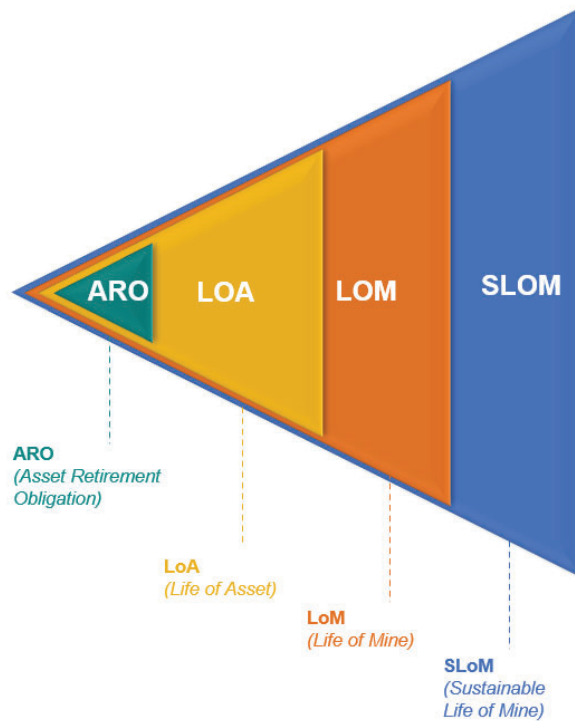 ARO
LOA
LOM
SLOM
ARO
(Asset Retirement
Obligation)
LoA
(Life of Asset)
LoM
(Life of Mine)
SLoM
(Sustainable
Life of Mine)